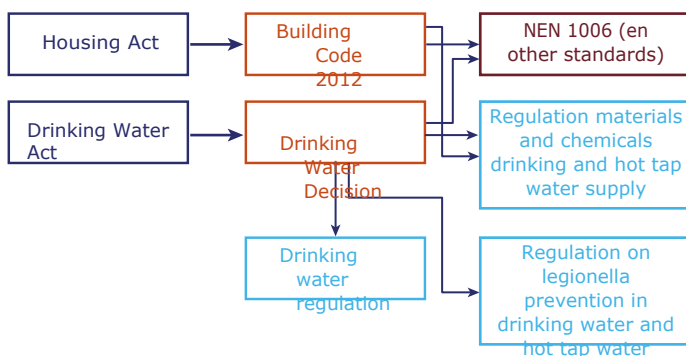 Housing Act
Building
Code
2012
NEN 1006 (en
other standards)
Drinking Water
Act
Drinking
Water
Decision
Regulation materials
and chemicals
drinking and hot tap
water supply
Drinking
water
regulation
Regulation on
legionella
prevention in
drinking water and
hot tap water